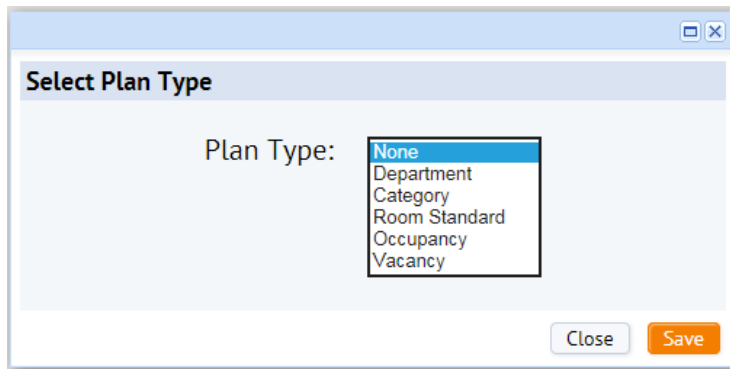 Select Plan Type
Plan Type:
None
Department
Category
Room Standard
Occupancy
Vacancy
Close Save